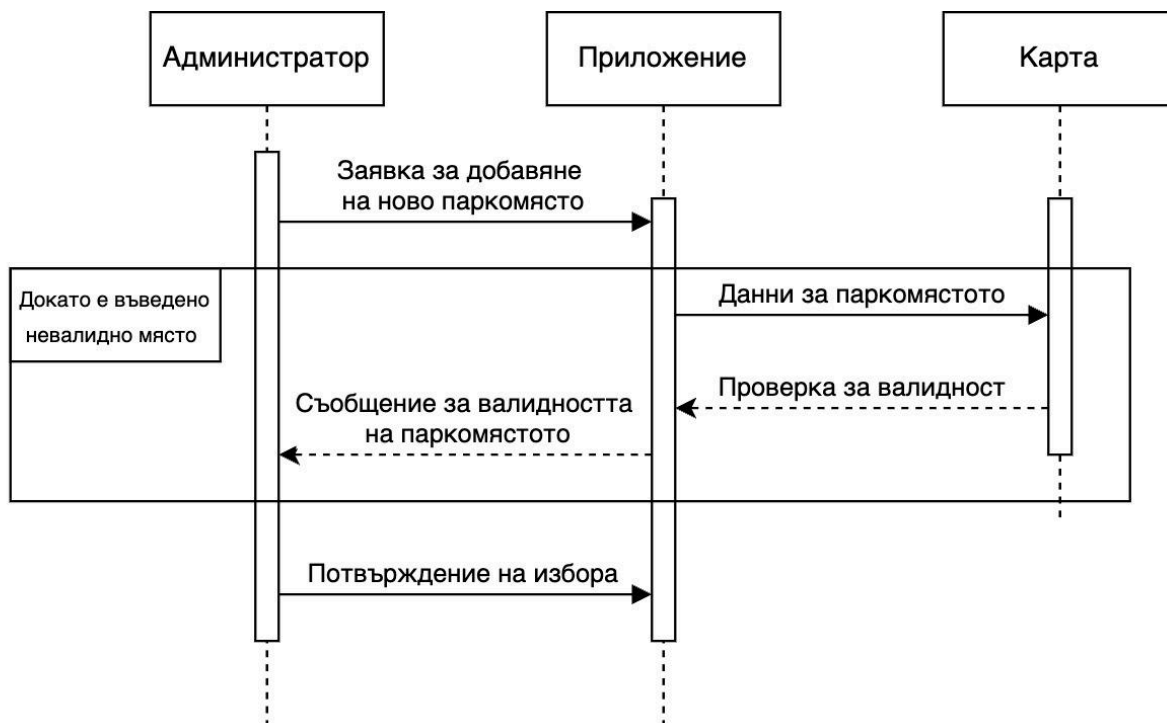 Администратор
Приложение
Карта
Заявка за добавяне
на ново паркомясто
Докато е въведено
невалидно място
Данни за паркомястото
Проверка за валидност
Съобщение за валидността
на паркомястото
Потвърждение на избора